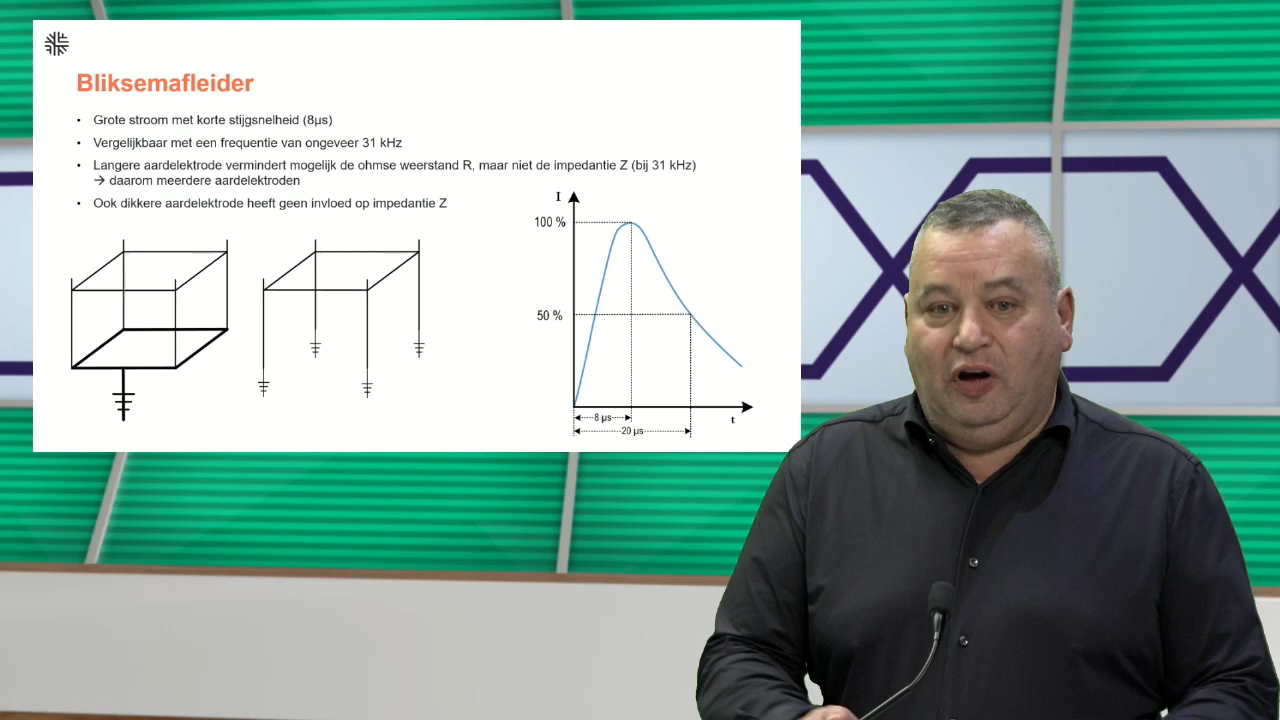 Bliksemafleider
• Grote stroom met korte stijgsnelheid (8µs)
• Vergelijkbaar met een frequentie van ongeveer 31 kHz
• Langere aardelektrode vermindert mogelijk de ohmse weerstand R, maar niet de impedantie Z (bij 31 kHz)
→ daarom meerdere aardelektroden
• Ook dikkere aardelektrode heeft geen invloed op impedantie Z
I
100 %
50 %
t
8 µs
20 µs